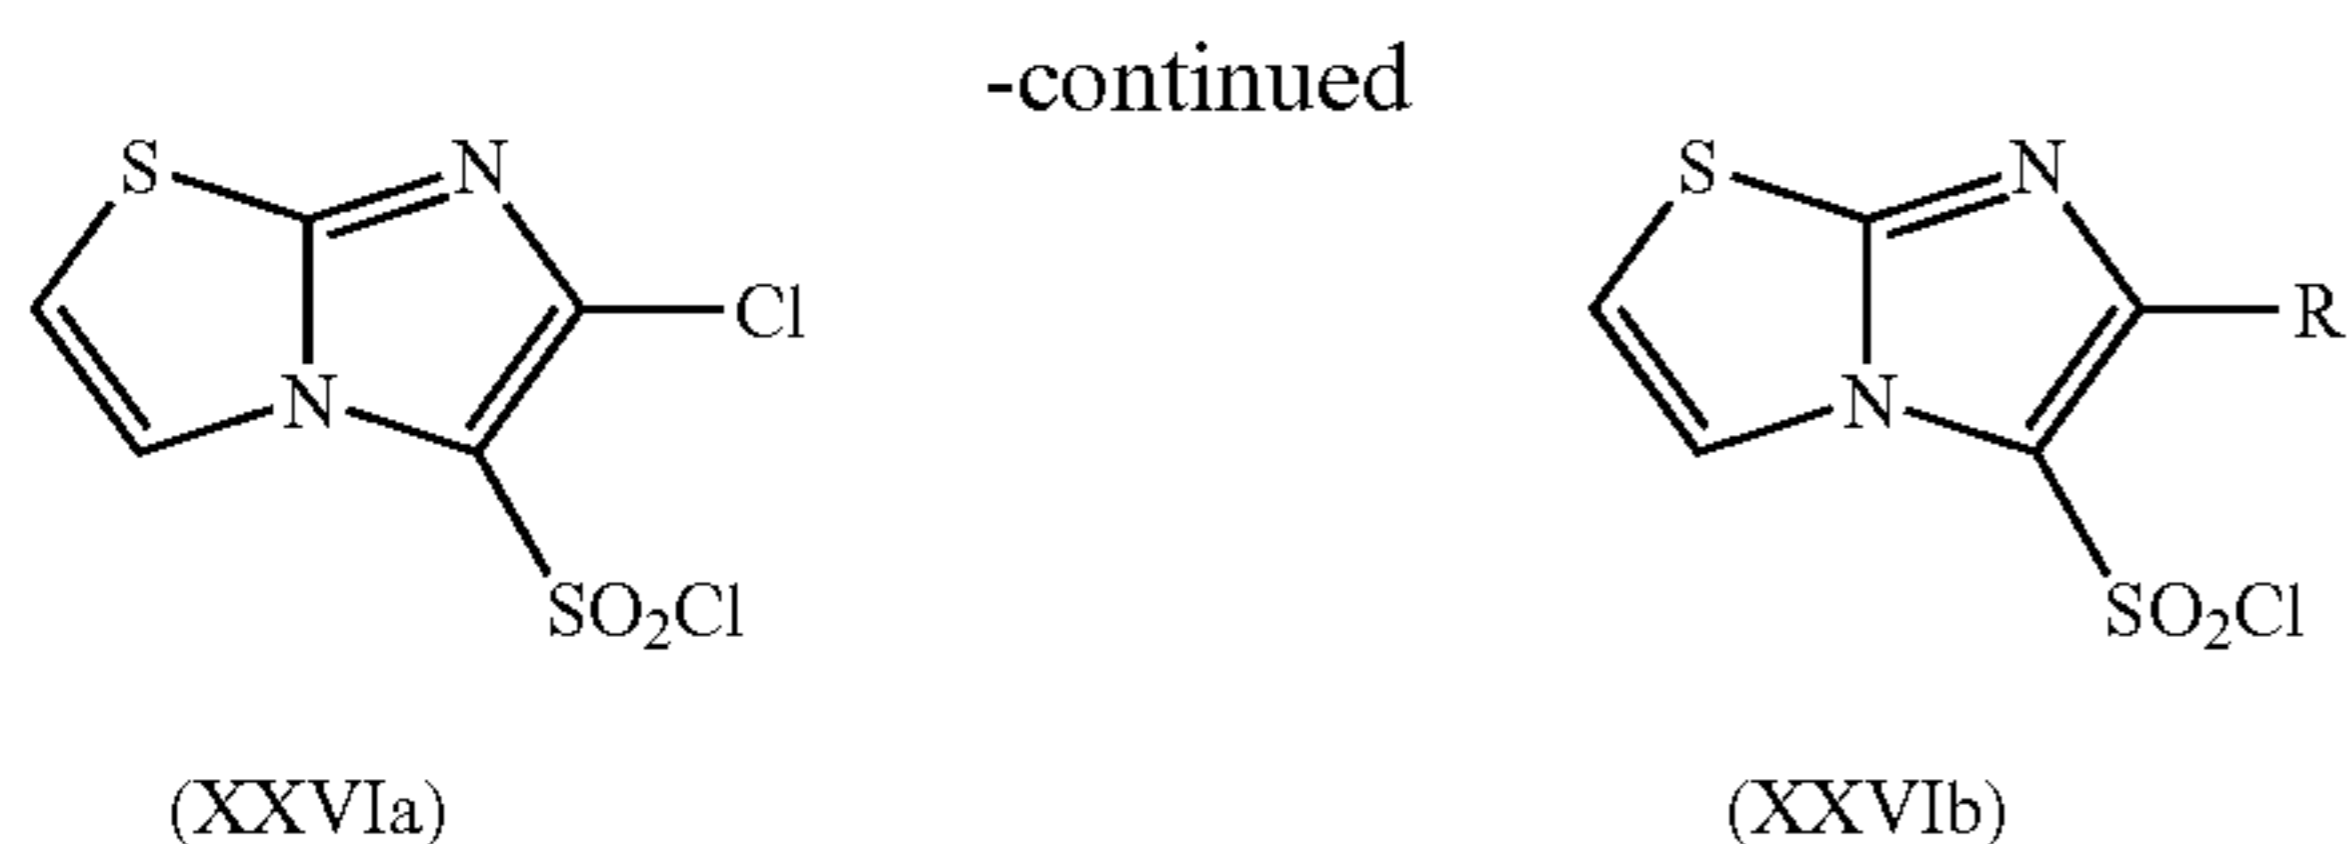 -continued
S N S N
Cl R
N N
SO2Cl SO2Cl
(XXVIa) (XXVIb)